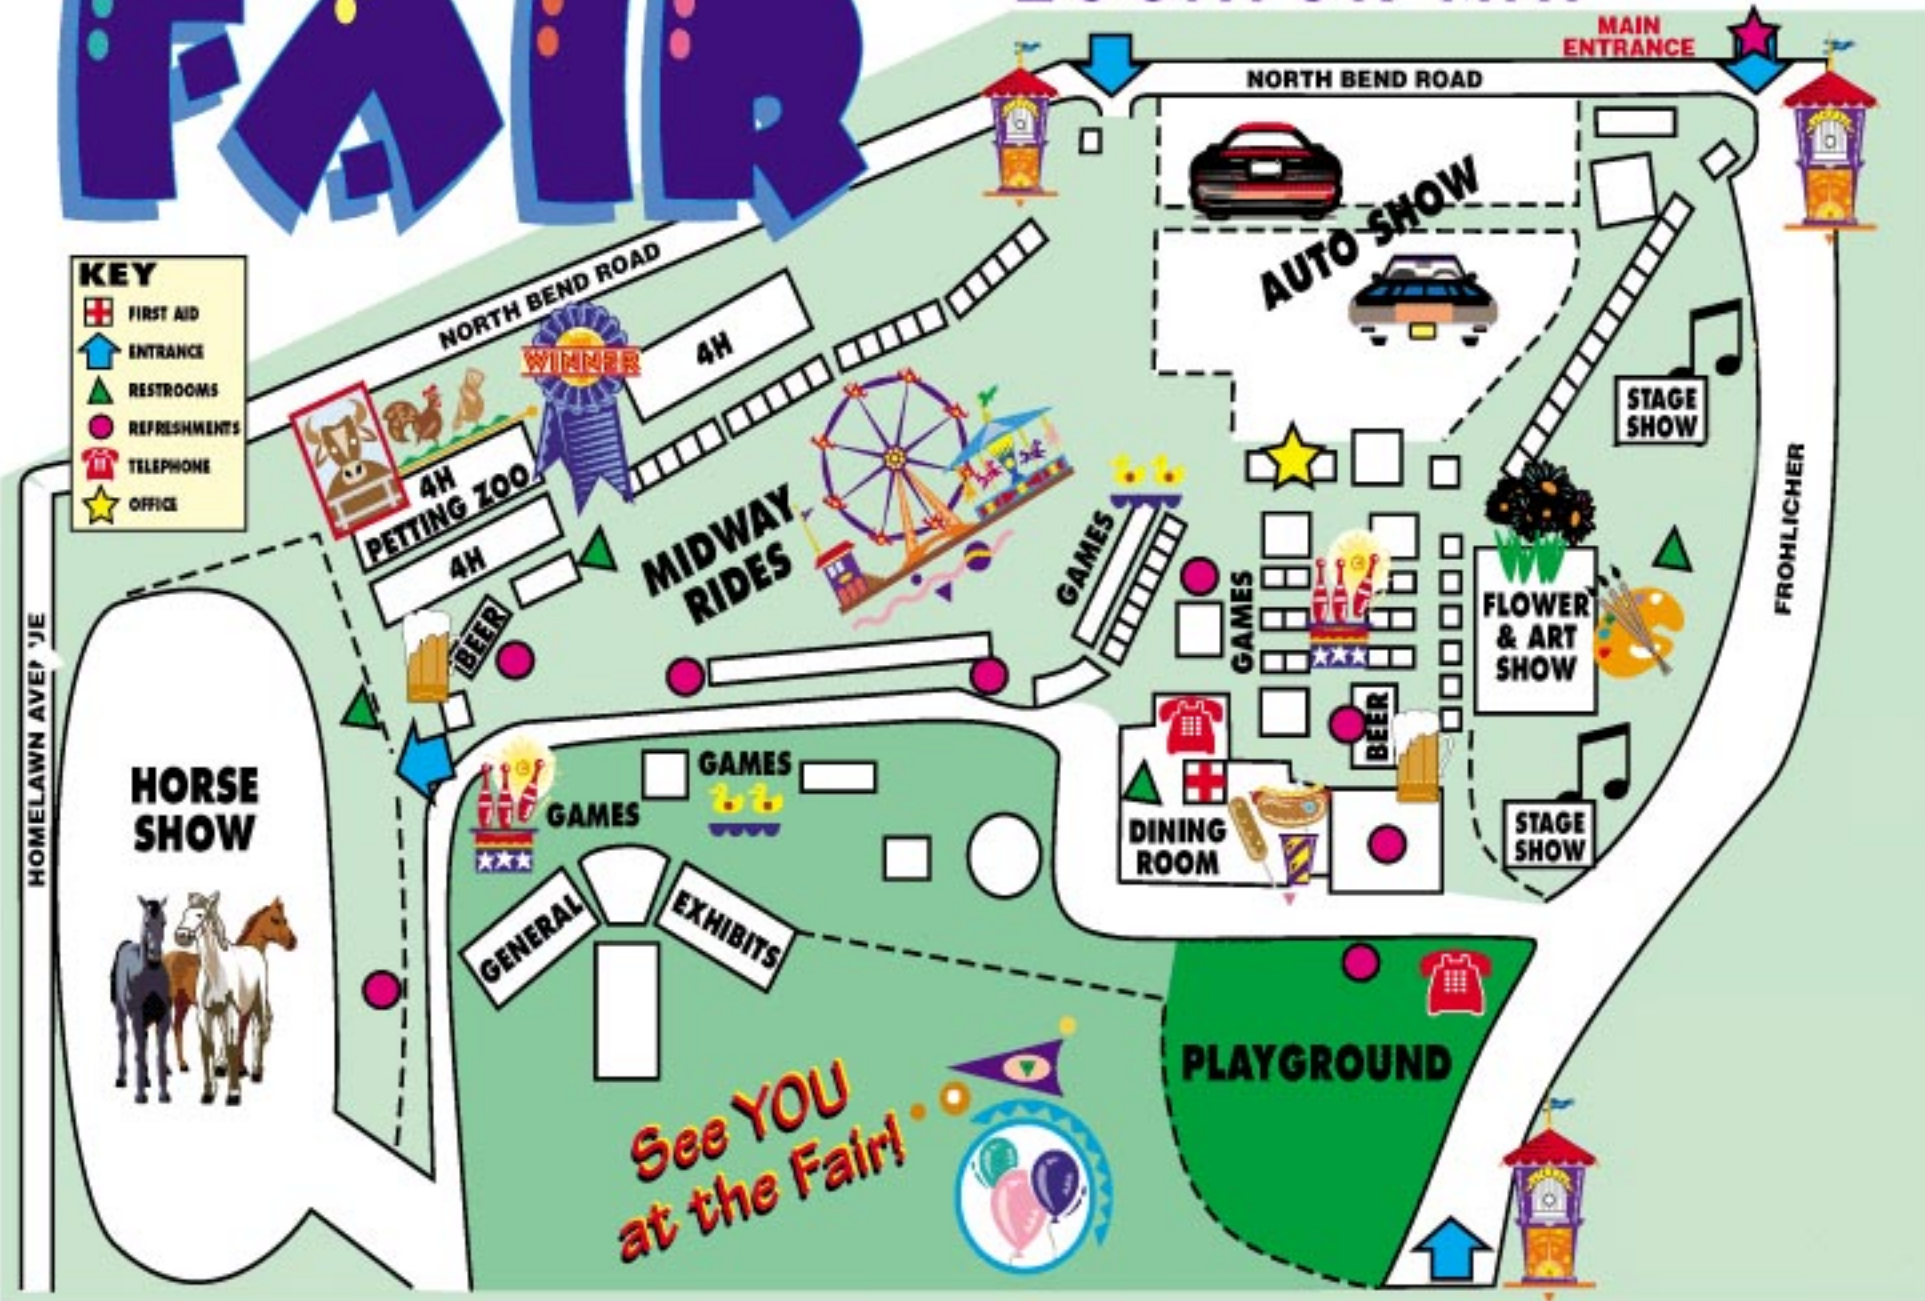 FAIR
MAIN
ENTRANCE
NORTH BEND ROAD
AUTO SHOW
KEY
FIRST AID
ENTRANCE
RESTROOMS
REFRESHMENTS
TELEPHONE
OFFICE
NORTH BEND ROAD
WINNER
4H
4H
PETTING ZOO
4H
BEER
MIDWAY
RIDES
GAMES
GAMES
STAGE
SHOW
FROHLICHER
FLOWER
& ART
SHOW
BEER
HOMELAWN
HORSE
SHOW
GAMES
GAMES
GENERAL
EXHIBITS
DINING
ROOM
STAGE
SHOW
PLAYGROUND
See YOU
at the Fair!